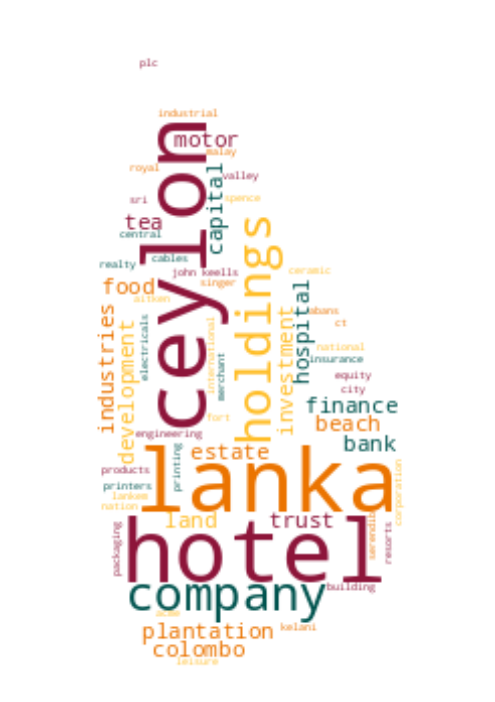 plc
industrial
motor
malay
royal
valley
ceylon
capital
sri
spence
tea
central
holdings
cables
realty
john keells
ceramic
singer
food
hospital
aitken
industries
abans
investment
development
electricals
international
ct
national
merchant
insurance
equity
city
finance
fort
beach
engineering
bank
estate
printing
lanka
products
corporation
printers
lankem
nation
land
trust
hotel
serendib
resorts
packaging
company
building
plantation
kelani
colombo
leisure